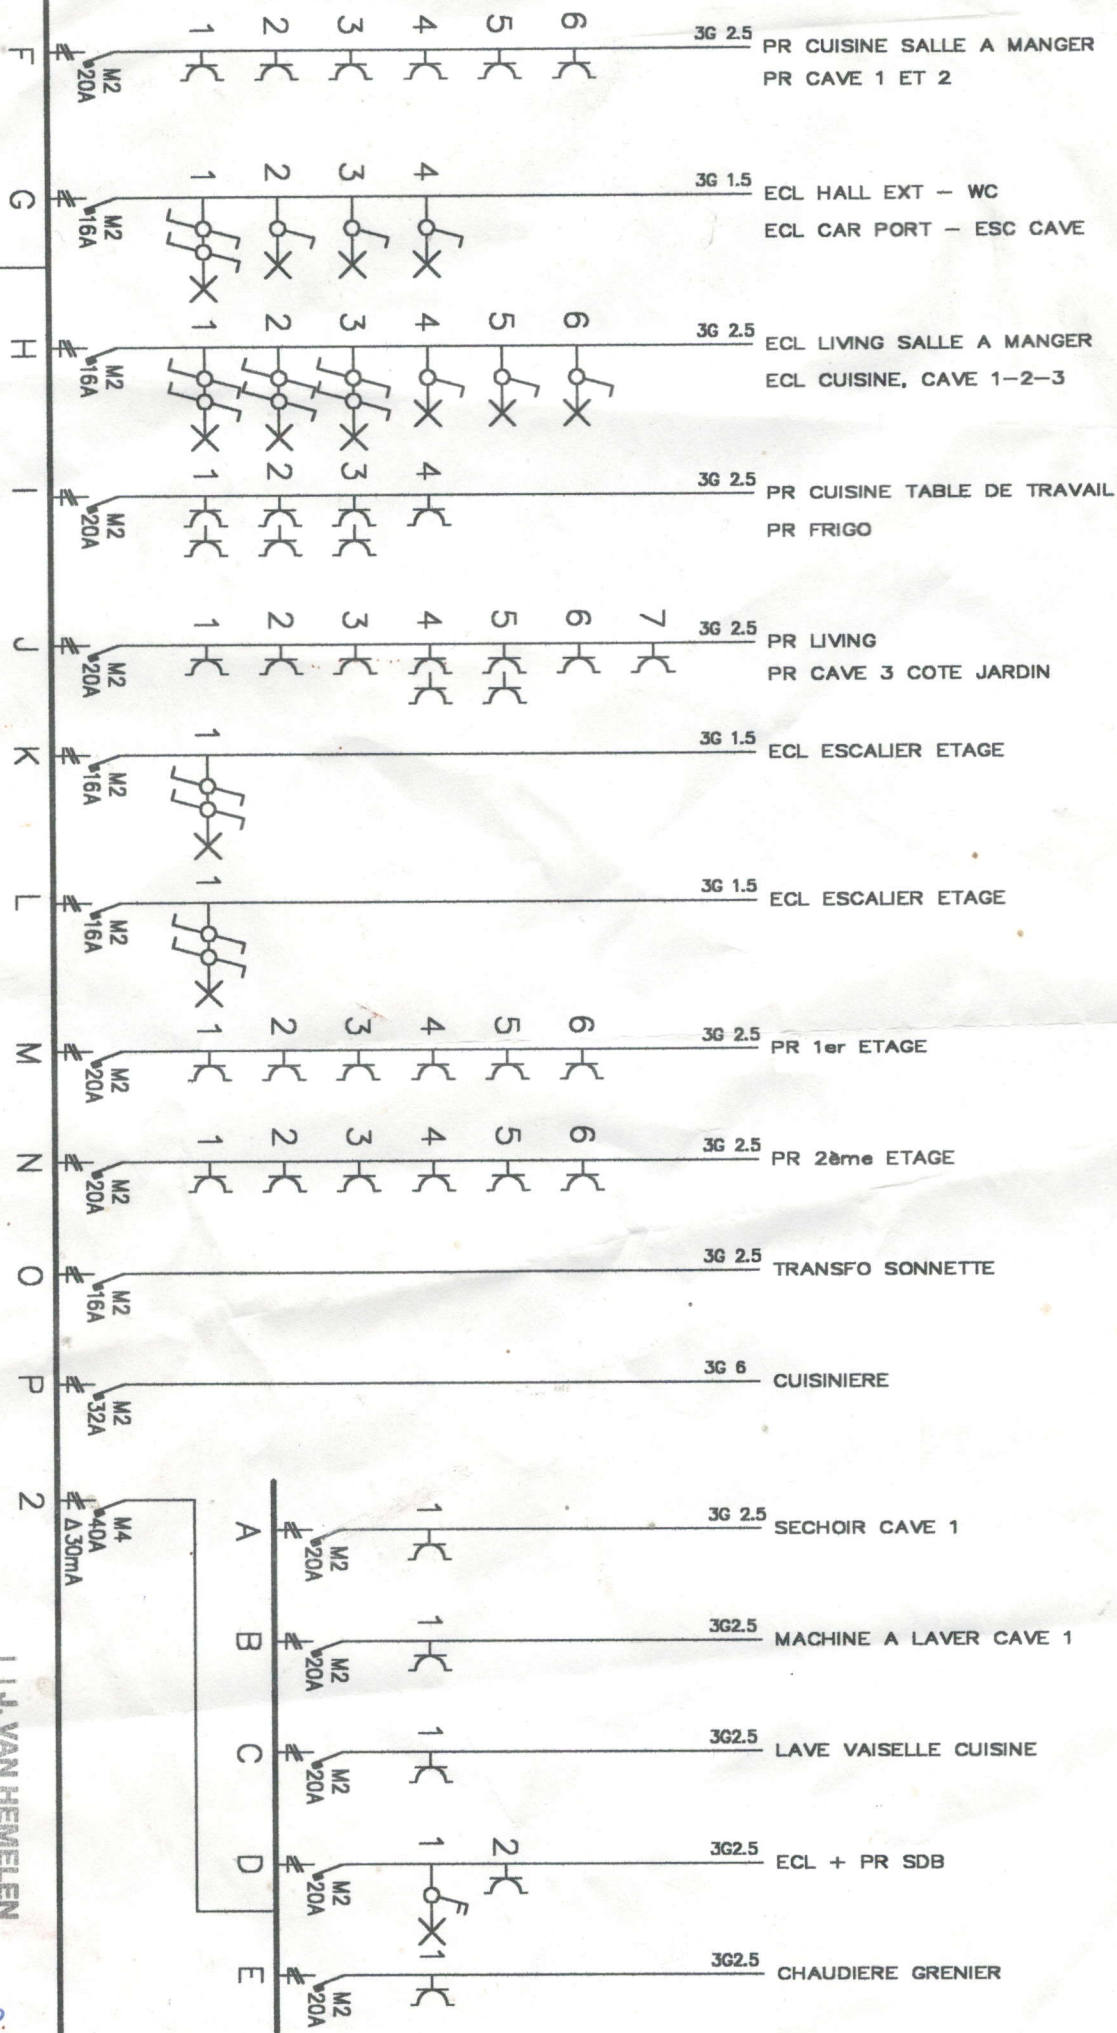 F
M2
20A
1 2 3 4 5 6
3G 2.5
PR CUISINE SALLE A MANGER
PR CAVE 1 ET 2
G
M2
16A
1 2 3 4
3G 1.5
ECL HALL EXT - WC
ECL CAR PORT - ESC CAVE
H
M2
16A
1 2 3 4 5 6
3G 2.5
ECL LIVING SALLE A MANGER
ECL CUISINE, CAVE 1-2-3
I
M2
20A
1 2 3 4
3G 2.5
PR CUISINE TABLE DE TRAVAIL
PR FRIGO
J
M2
20A
1 2 3 4 5 6 7
3G 2.5
PR LIVING
PR CAVE 3 COTE JARDIN
K
M2
16A
1
3G 1.5
ECL ESCALIER ETAGE
L
M2
16A
1
3G 1.5
ECL ESCALIER ETAGE
M
M2
20A
1 2 3 4 5 6
3G 2.5
PR 1er ETAGE
N
M2
20A
1 2 3 4 5 6
3G 2.5
PR 2ème ETAGE
O
M2
16A
3G 2.5
TRANSFO SONNETTE
P
M2
32A
3G 6
CUISINIERE
2
M4
40A
Δ30mA
A
M2
20A
1
3G 2.5
SECHOIR CAVE 1
B
M2
20A
1
3G2.5
MACHINE A LAVER CAVE 1
C
M2
20A
1
3G2.5
LAVE VAISELLE CUISINE
D
M2
20A
1 2
3G2.5
ECL + PR SDB
E
M2
20A
1
3G2.5
CHAUDIERE GRENIER
J. VAN HEMELEN